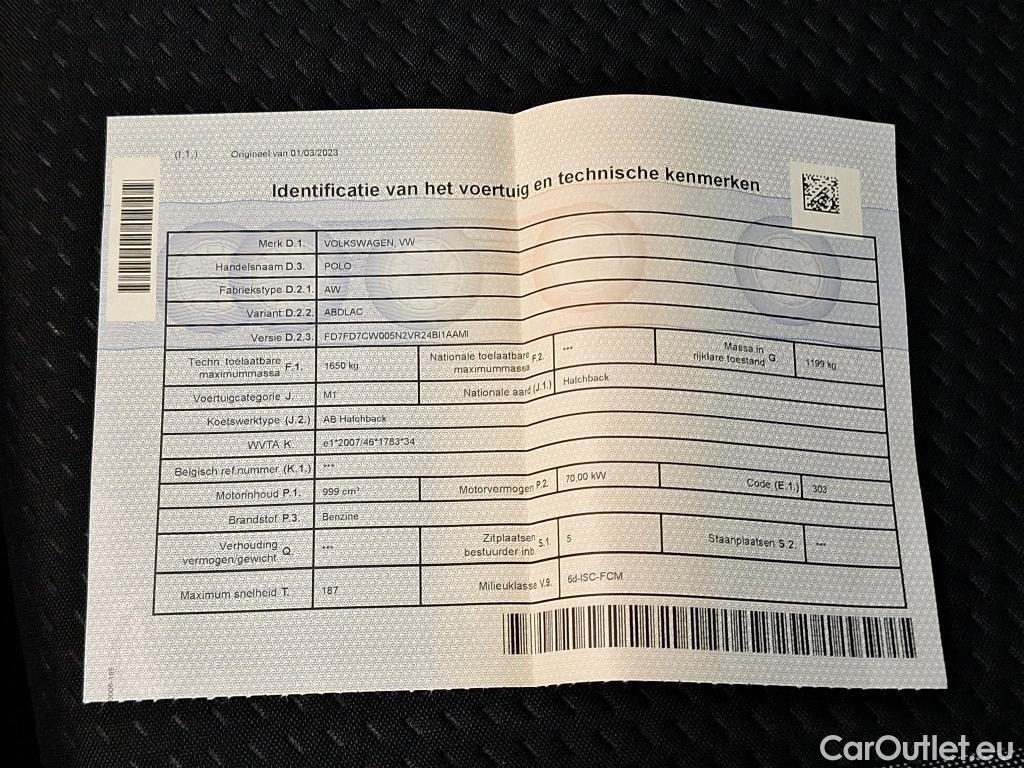 (I.1.) Origineel van 01/03/2023
Identificatie van het voertuig en technische kenmerken
Merk D.1. VOLKSWAGEN, VW
Handelsnaam D.3. POLO
Fabriekstype D.2.1. AW
Variant D.2.2. ABDLAC
Versie D.2.3. FD7FD7CW005N2VR24BI1AAMI
Techn. toelaatbare maximummassa F.1. 1650 kg Nationale toelaatbare maximummassa F.2. *** Massa in rijklare toestand G 1199 kg
Voertuigcategorie J. M1 Nationale aard (J.1.) Hatchback
Koetswerktype (J.2.) AB Hatchback
WVTA K. e1*2007/46*1783*34
Belgisch ref.nummer (K.1.) ***
Motorinhoud P.1. 999 cm³ Motorvermogen P.2. 70,00 kW Code (E.1.) 303
Brandstof P.3. Benzine
Verhouding vermogen/gewicht Q. *** Zitplaatsen bestuurder inb. S.1. 5 Staanplaatsen S.2. ***
Maximum snelheid T. 187 Milieuklasse V.9. 6d-ISC-FCM
CarOutlet.eu